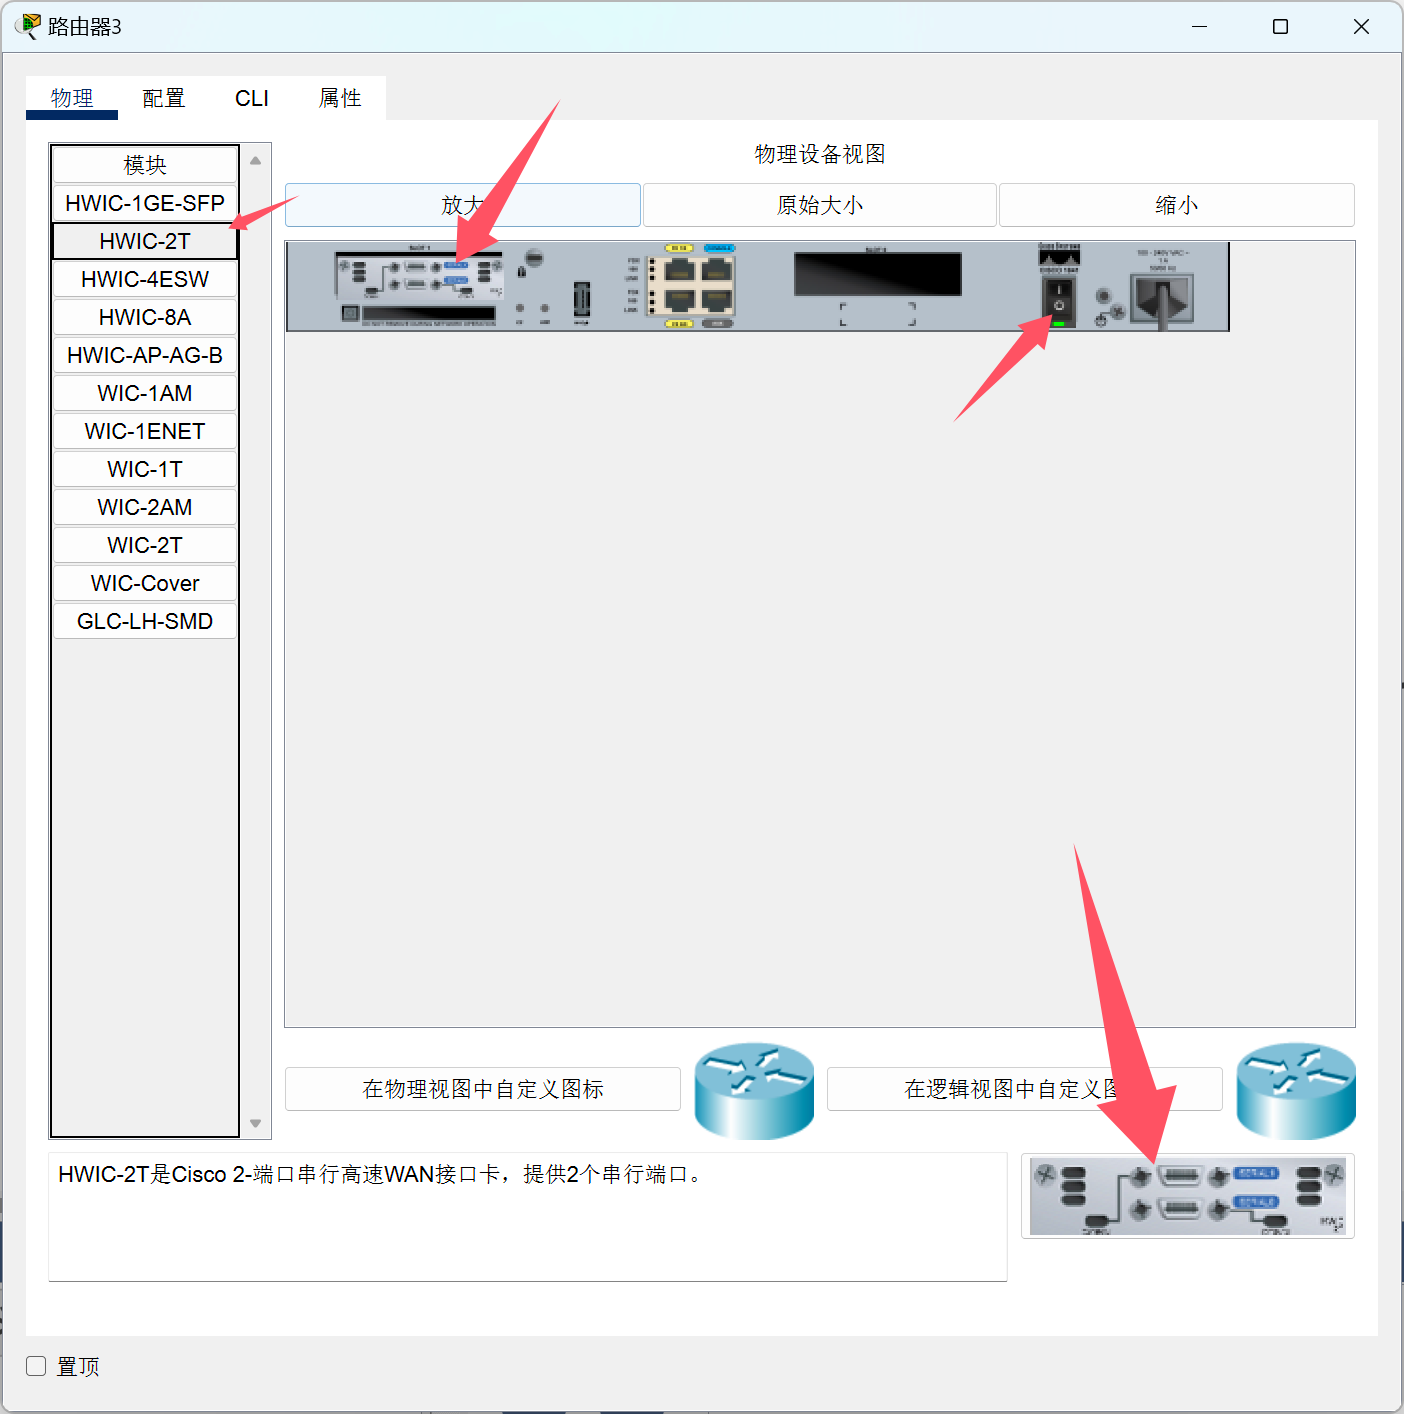 路由器3
物理 配置 CLI 属性
模块
HWIC-1GE-SFP
HWIC-2T
HWIC-4ESW
HWIC-8A
HWIC-AP-AG-B
WIC-1AM
WIC-1ENET
WIC-1T
WIC-2AM
WIC-2T
WIC-Cover
GLC-LH-SMD
物理设备视图
放大 原始大小 缩小
在物理视图中自定义图标 在逻辑视图中自定义图
HWIC-2T是Cisco 2-端口串行高速WAN接口卡，提供2个串行端口。
置顶